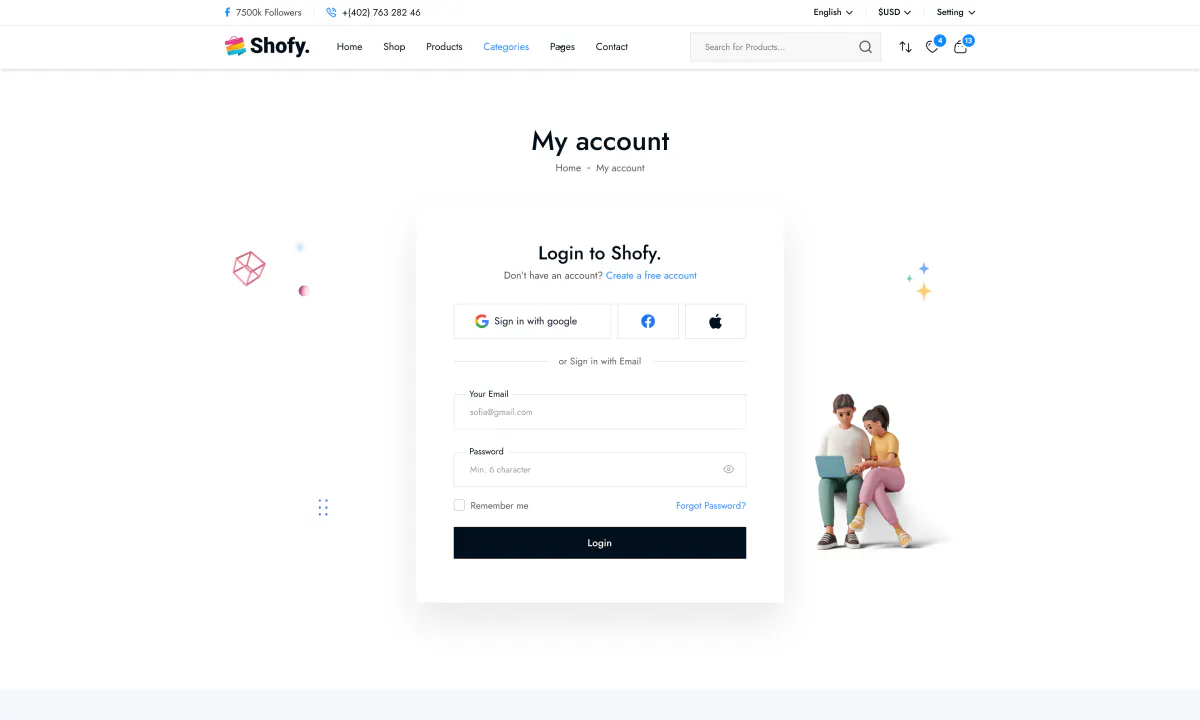 7500k Followers +(402) 763 282 46 English $USD Setting
Shofy. Home Shop Products Categories Pages Contact Search for Products... 4 13
My account
Home My account
Login to Shofy.
Don't have an account? Create a free account
Sign in with google
or Sign in with Email
Your Email
sofia@gmail.com
Password
Min. 6 character
Remember me Forgot Password?
Login